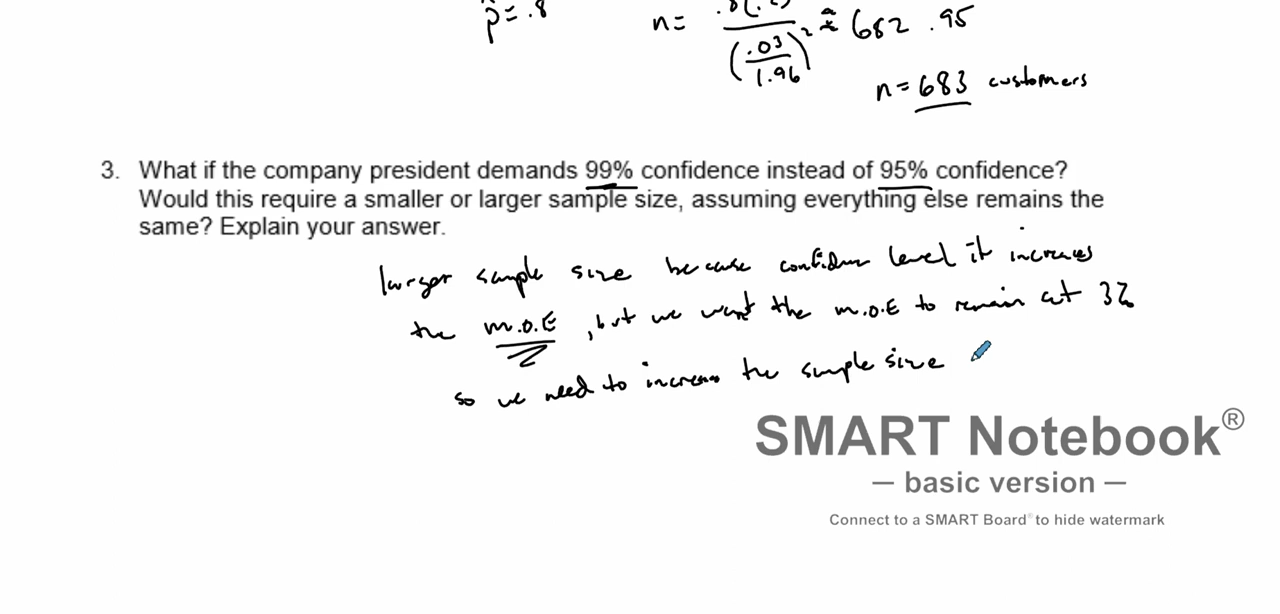 p̂ = .8
n = .8(.2) / (.03/1.96)² ≈ 682.95
n = 683 customers
3. What if the company president demands 99% confidence instead of 95% confidence?
Would this require a smaller or larger sample size, assuming everything else remains the
same? Explain your answer.
larger sample size because confidence level it increases
the m.o.E, but we want the m.o.E to remain at 3%
so we need to increase the sample size
SMART Notebook®
— basic version —
Connect to a SMART Board® to hide watermark